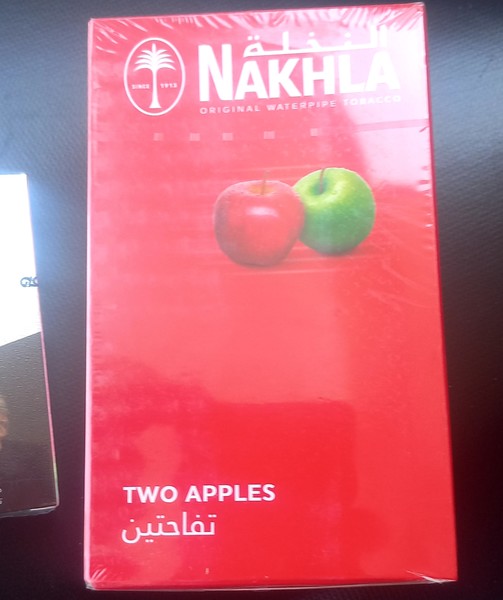 النخلة
SINCE 1913
NAKHLA
ORIGINAL WATERPIPE TOBACCO
TWO APPLES
تفاحتين